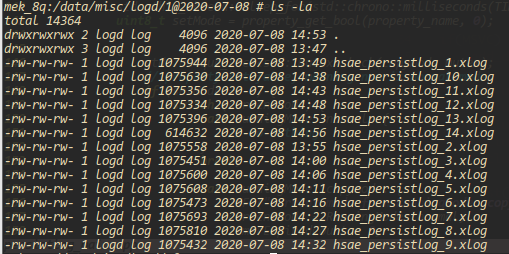 mek_8q:/data/misc/logd/1@2020-07-08 # ls -la
total 14364
drwxrwxrwx 2 logd log    4096 2020-07-08 14:53 .
drwxrwxrwx 3 logd log    4096 2020-07-08 13:47 ..
-rw-rw-rw- 1 logd log 1075944 2020-07-08 13:49 hsae_persistlog_1.xlog
-rw-rw-rw- 1 logd log 1075630 2020-07-08 14:38 hsae_persistlog_10.xlog
-rw-rw-rw- 1 logd log 1075356 2020-07-08 14:43 hsae_persistlog_11.xlog
-rw-rw-rw- 1 logd log 1075334 2020-07-08 14:48 hsae_persistlog_12.xlog
-rw-rw-rw- 1 logd log 1075396 2020-07-08 14:53 hsae_persistlog_13.xlog
-rw-rw-rw- 1 logd log  614632 2020-07-08 14:56 hsae_persistlog_14.xlog
-rw-rw-rw- 1 logd log 1075558 2020-07-08 13:55 hsae_persistlog_2.xlog
-rw-rw-rw- 1 logd log 1075451 2020-07-08 14:00 hsae_persistlog_3.xlog
-rw-rw-rw- 1 logd log 1075600 2020-07-08 14:06 hsae_persistlog_4.xlog
-rw-rw-rw- 1 logd log 1075608 2020-07-08 14:11 hsae_persistlog_5.xlog
-rw-rw-rw- 1 logd log 1075473 2020-07-08 14:16 hsae_persistlog_6.xlog
-rw-rw-rw- 1 logd log 1075693 2020-07-08 14:22 hsae_persistlog_7.xlog
-rw-rw-rw- 1 logd log 1075810 2020-07-08 14:27 hsae_persistlog_8.xlog
-rw-rw-rw- 1 logd log 1075432 2020-07-08 14:32 hsae_persistlog_9.xlog